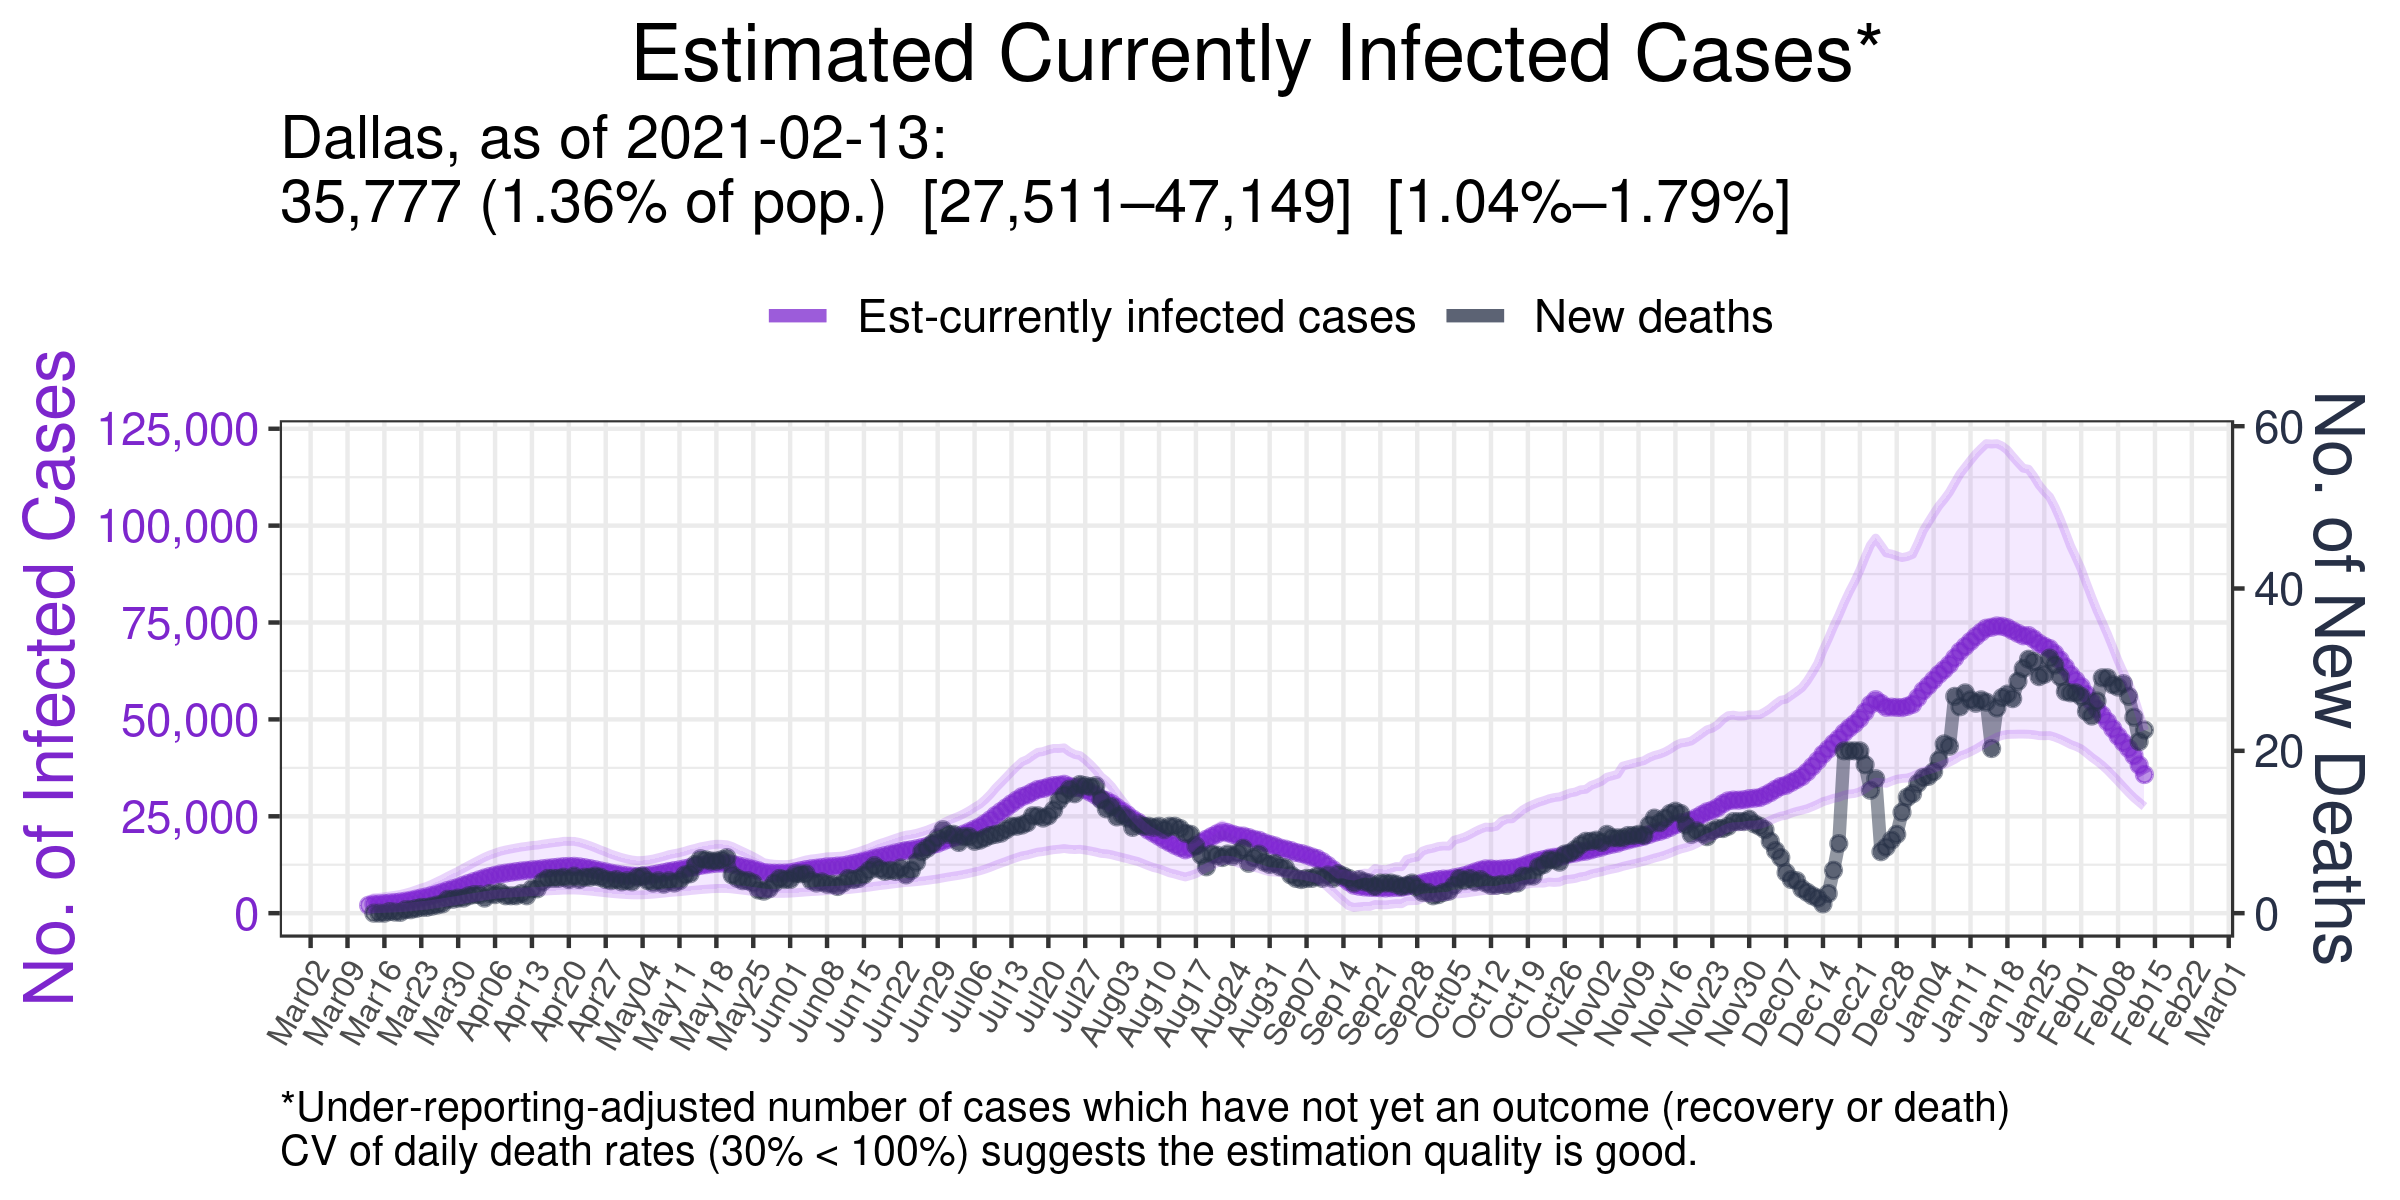 Estimated Currently Infected Cases*
Dallas, as of 2021-02-13:
35,777 (1.36% of pop.) [27,511–47,149] [1.04%–1.79%]
Est-currently infected cases New deaths
No. of Infected Cases
125,000
100,000
75,000
50,000
25,000
0
60
40
20
0
No. of New Deaths
Mar02 Mar09 Mar16 Mar23 Mar30 Apr06 Apr13 Apr20 Apr27 May04 May11 May18 May25 Jun01 Jun08 Jun15 Jun22 Jun29 Jul06 Jul13 Jul20 Jul27 Aug03 Aug10 Aug17 Aug24 Aug31 Sep07 Sep14 Sep21 Sep28 Oct05 Oct12 Oct19 Oct26 Nov02 Nov09 Nov16 Nov23 Nov30 Dec07 Dec14 Dec21 Dec28 Jan04 Jan11 Jan18 Jan25 Feb01 Feb08 Feb15 Feb22 Mar01
*Under-reporting-adjusted number of cases which have not yet an outcome (recovery or death)
CV of daily death rates (30% < 100%) suggests the estimation quality is good.